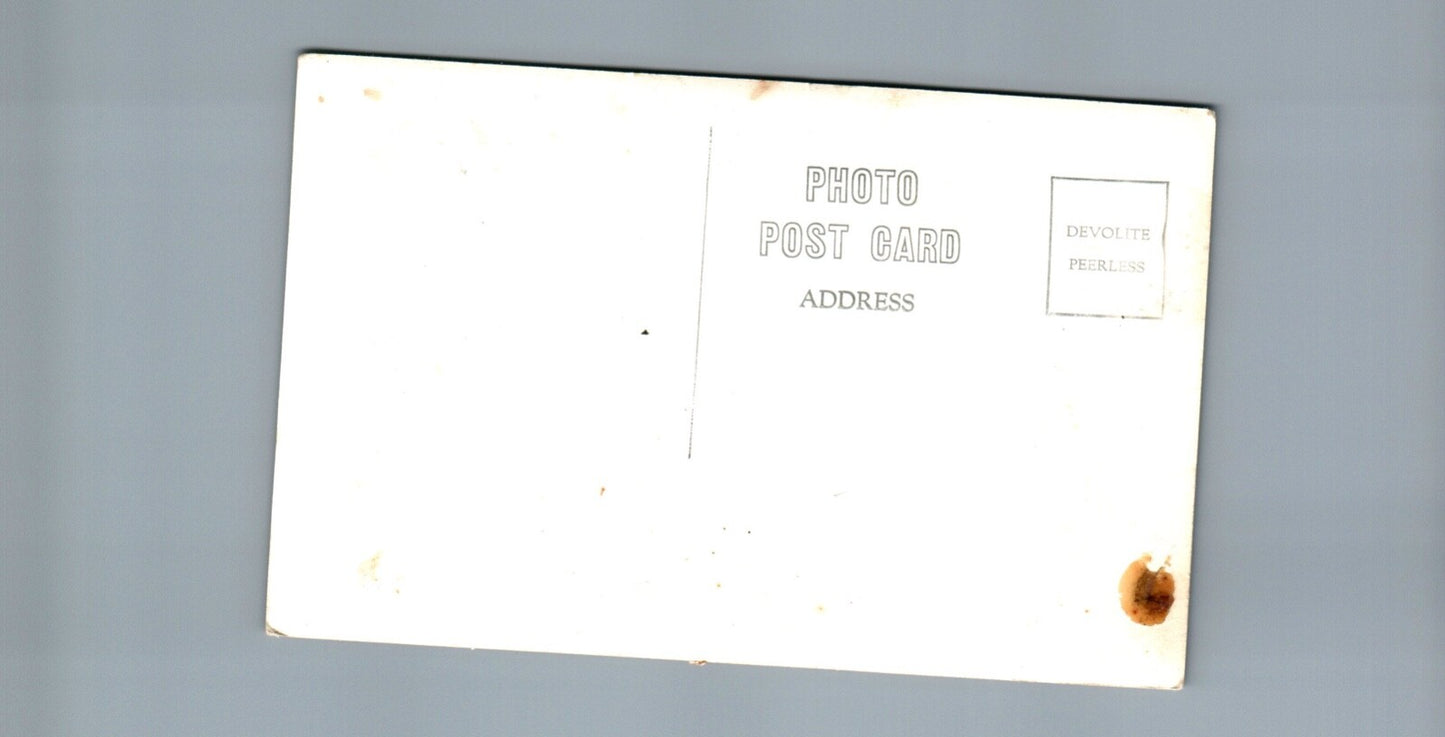 PHOTO
POST CARD
ADDRESS
DEVOLITE
PEERLESS